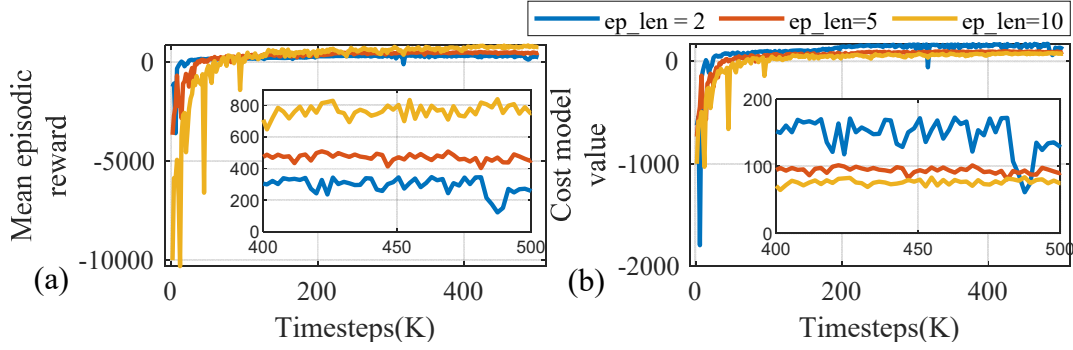 ep_len = 2 ep_len=5 ep_len=10
Mean episodic
reward
0
-5000
-10000
0 200 400
800
600
400
200
0
400 450 500
Timesteps(K)
(a)
Cost model
value
0
-1000
-2000
0 200 400
200
100
0
400 450 500
Timesteps(K)
(b)